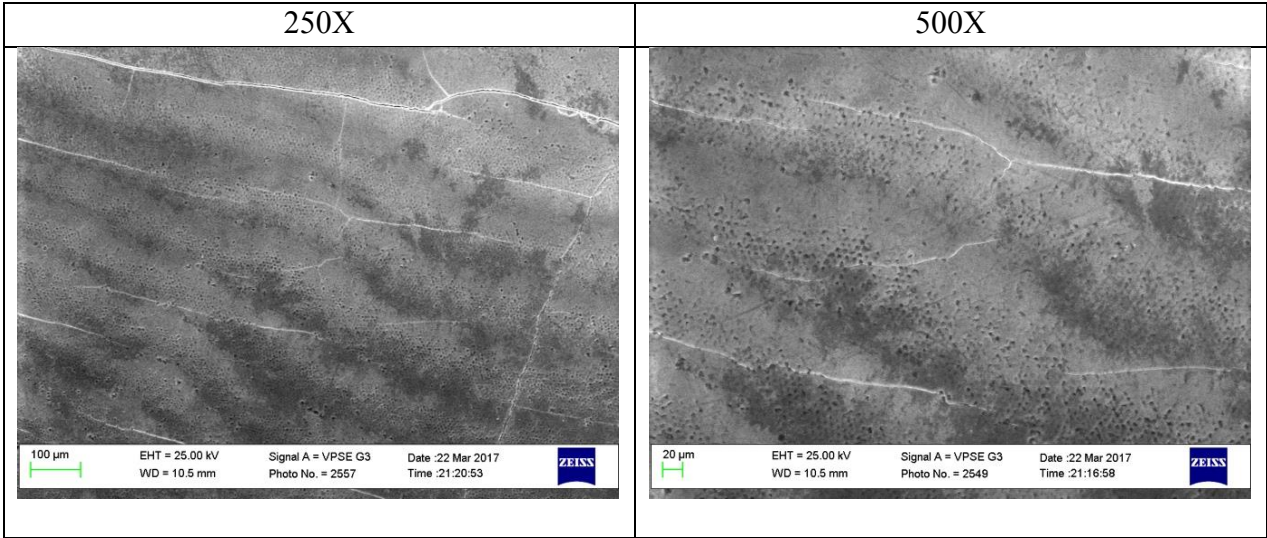 250X
500X
100 µm
EHT = 25.00 kV
Signal A = VPSE G3
Date :22 Mar 2017
WD = 10.5 mm
Photo No. = 2557
Time :21:20:53
ZEISS
20 µm
EHT = 25.00 kV
Signal A = VPSE G3
Date :22 Mar 2017
WD = 10.5 mm
Photo No. = 2549
Time :21:16:58
ZEISS